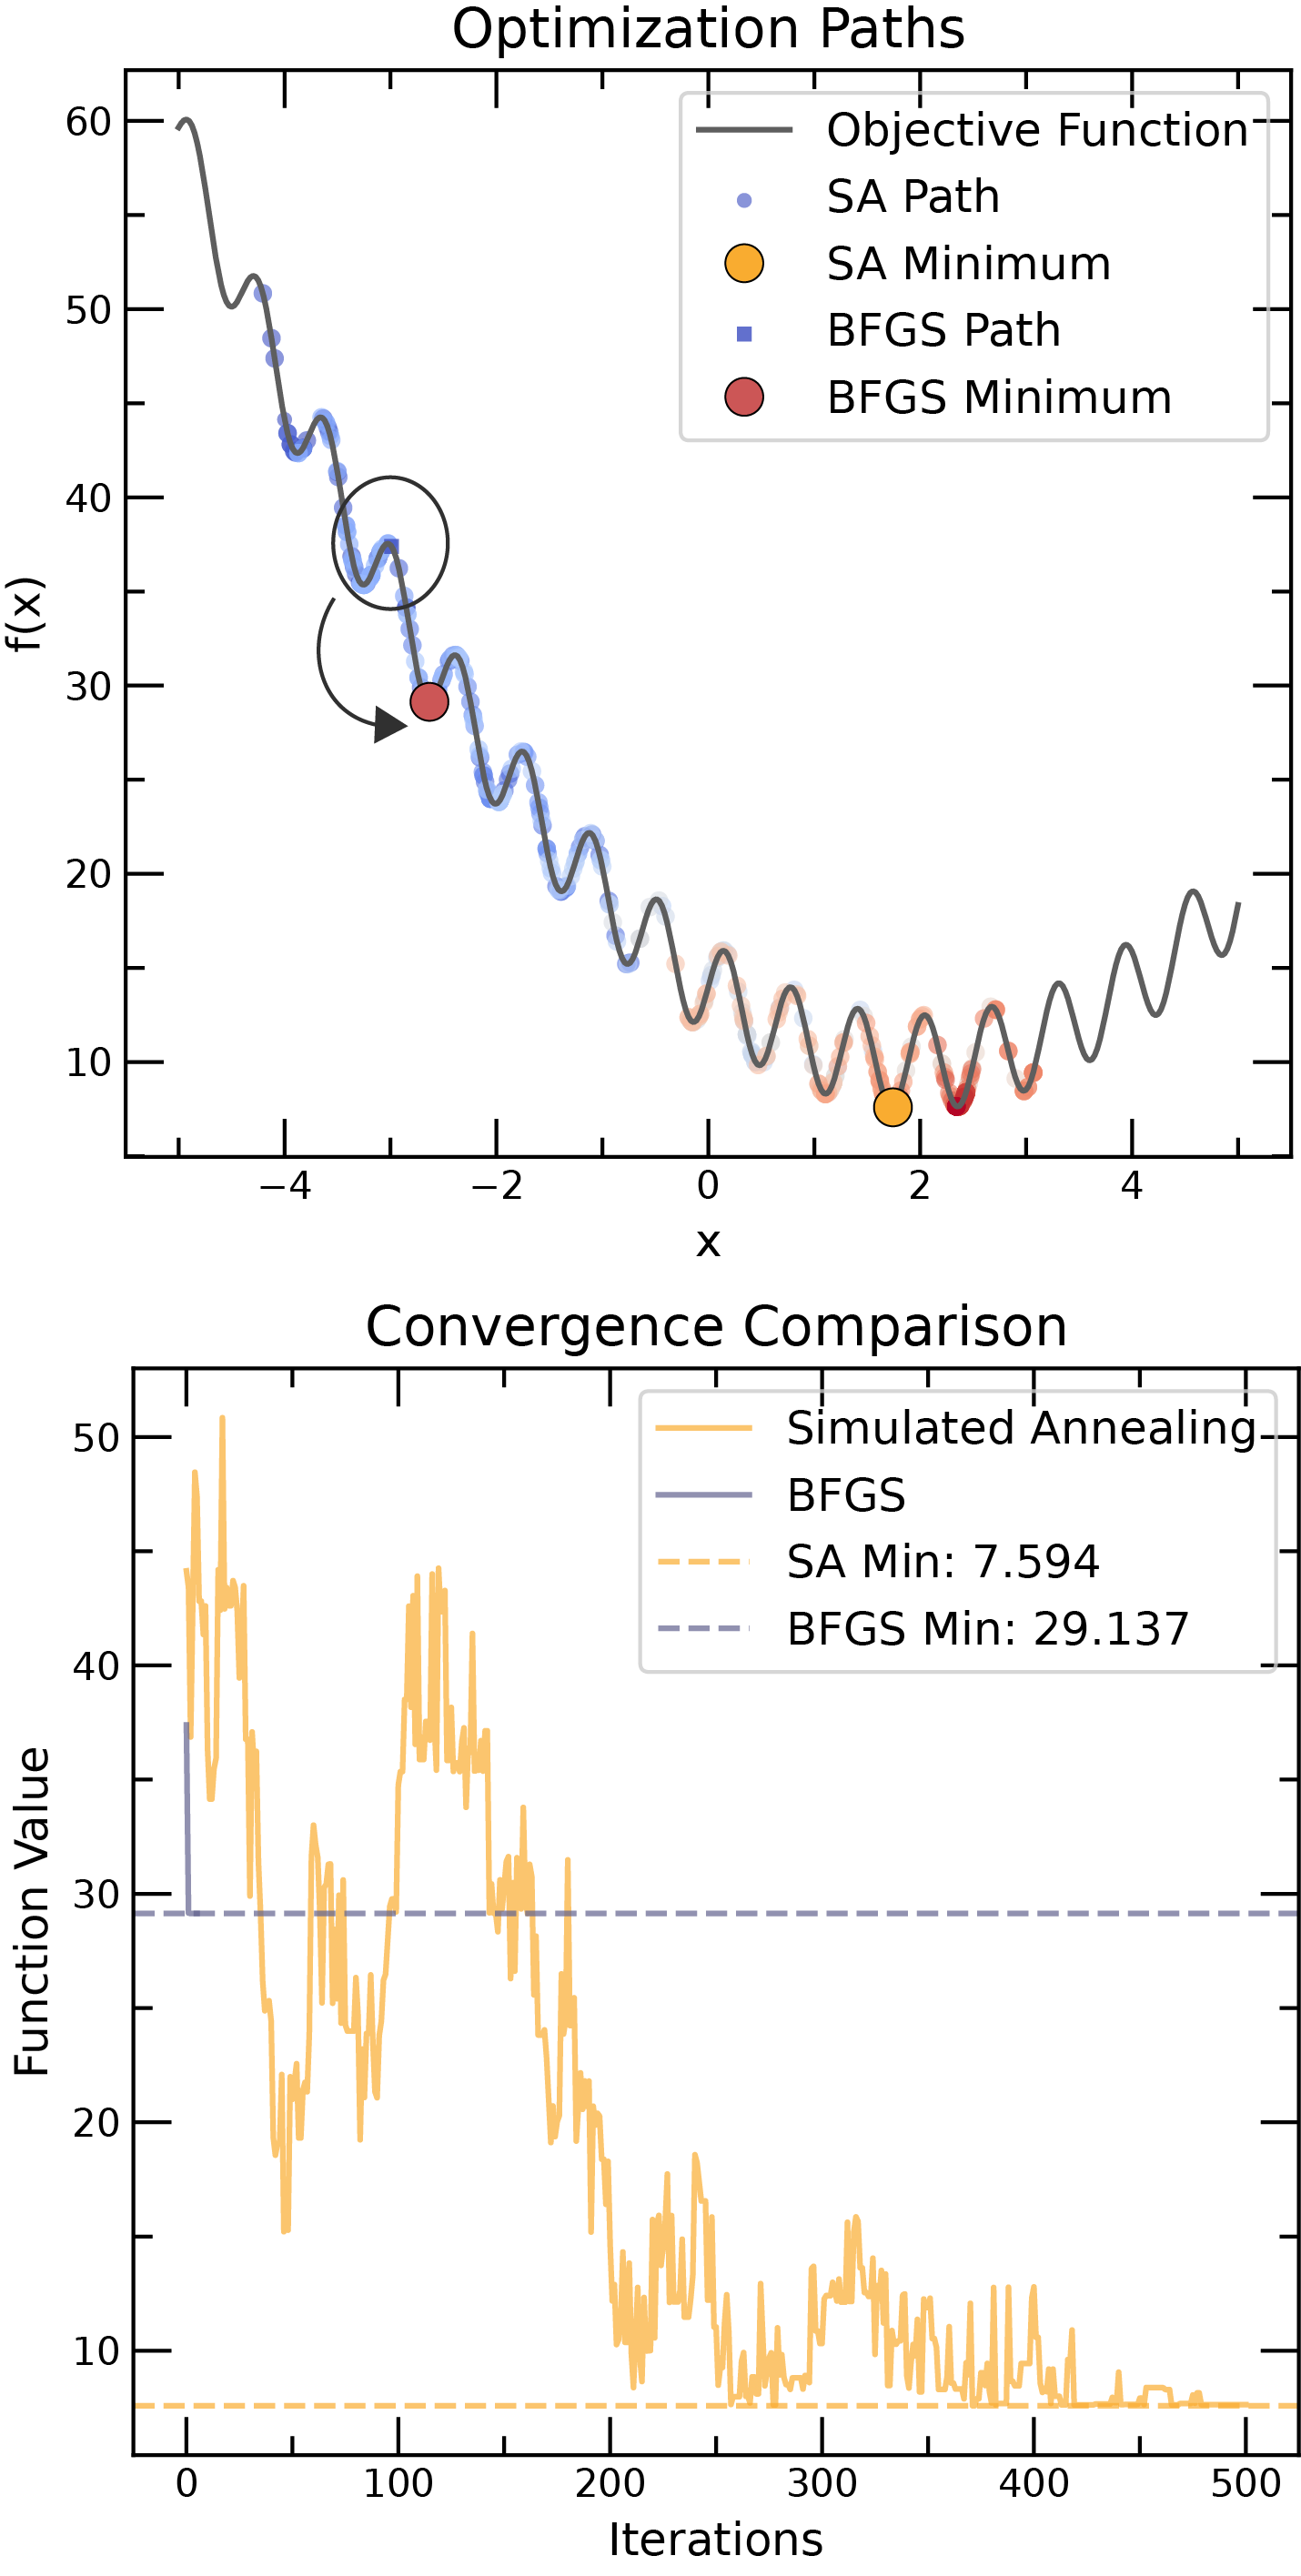 Optimization Paths
60
50
40
30
20
10
f(x)
Objective Function
SA Path
SA Minimum
BFGS Path
BFGS Minimum
−4
−2
0
2
4
x
Convergence Comparison
50
40
30
20
10
Function Value
Simulated Annealing
BFGS
SA Min: 7.594
BFGS Min: 29.137
0
100
200
300
400
500
Iterations